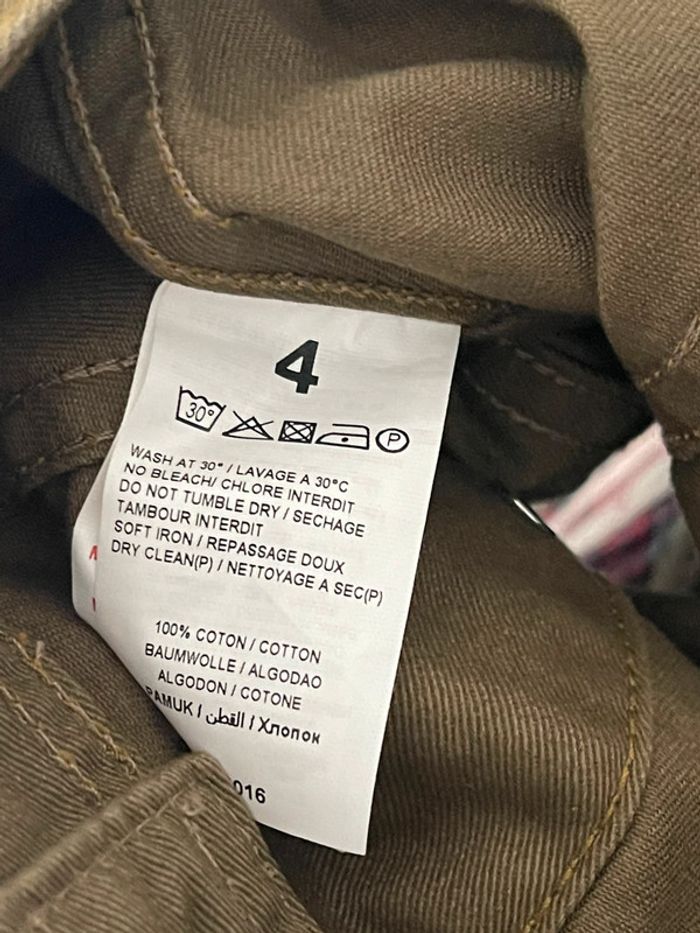 4
30°
P
WASH AT 30° / LAVAGE A 30°C
NO BLEACH/ CHLORE INTERDIT
DO NOT TUMBLE DRY / SECHAGE
TAMBOUR INTERDIT
SOFT IRON / REPASSAGE DOUX
DRY CLEAN(P) / NETTOYAGE A SEC(P)
100% COTON / COTTON
BAUMWOLLE / ALGODAO
ALGODON / COTONE
PAMUK / القطن / Хлопок
016